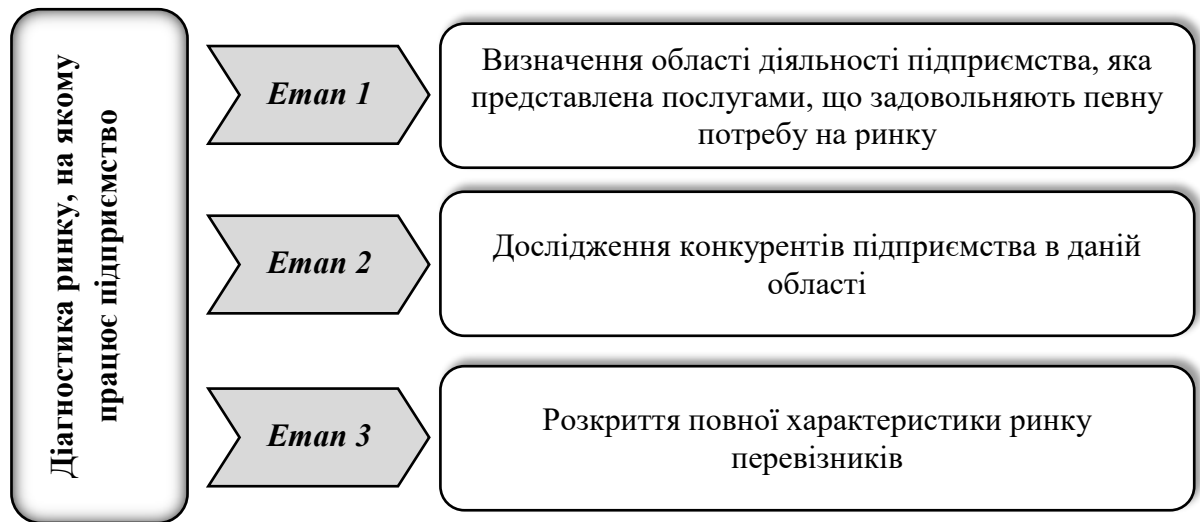 Діагностика ринку, на якому
працює підприємство
Етап 1
Визначення області діяльності підприємства, яка
представлена послугами, що задовольняють певну
потребу на ринку
Етап 2
Дослідження конкурентів підприємства в даній
області
Етап 3
Розкриття повної характеристики ринку
перевізників